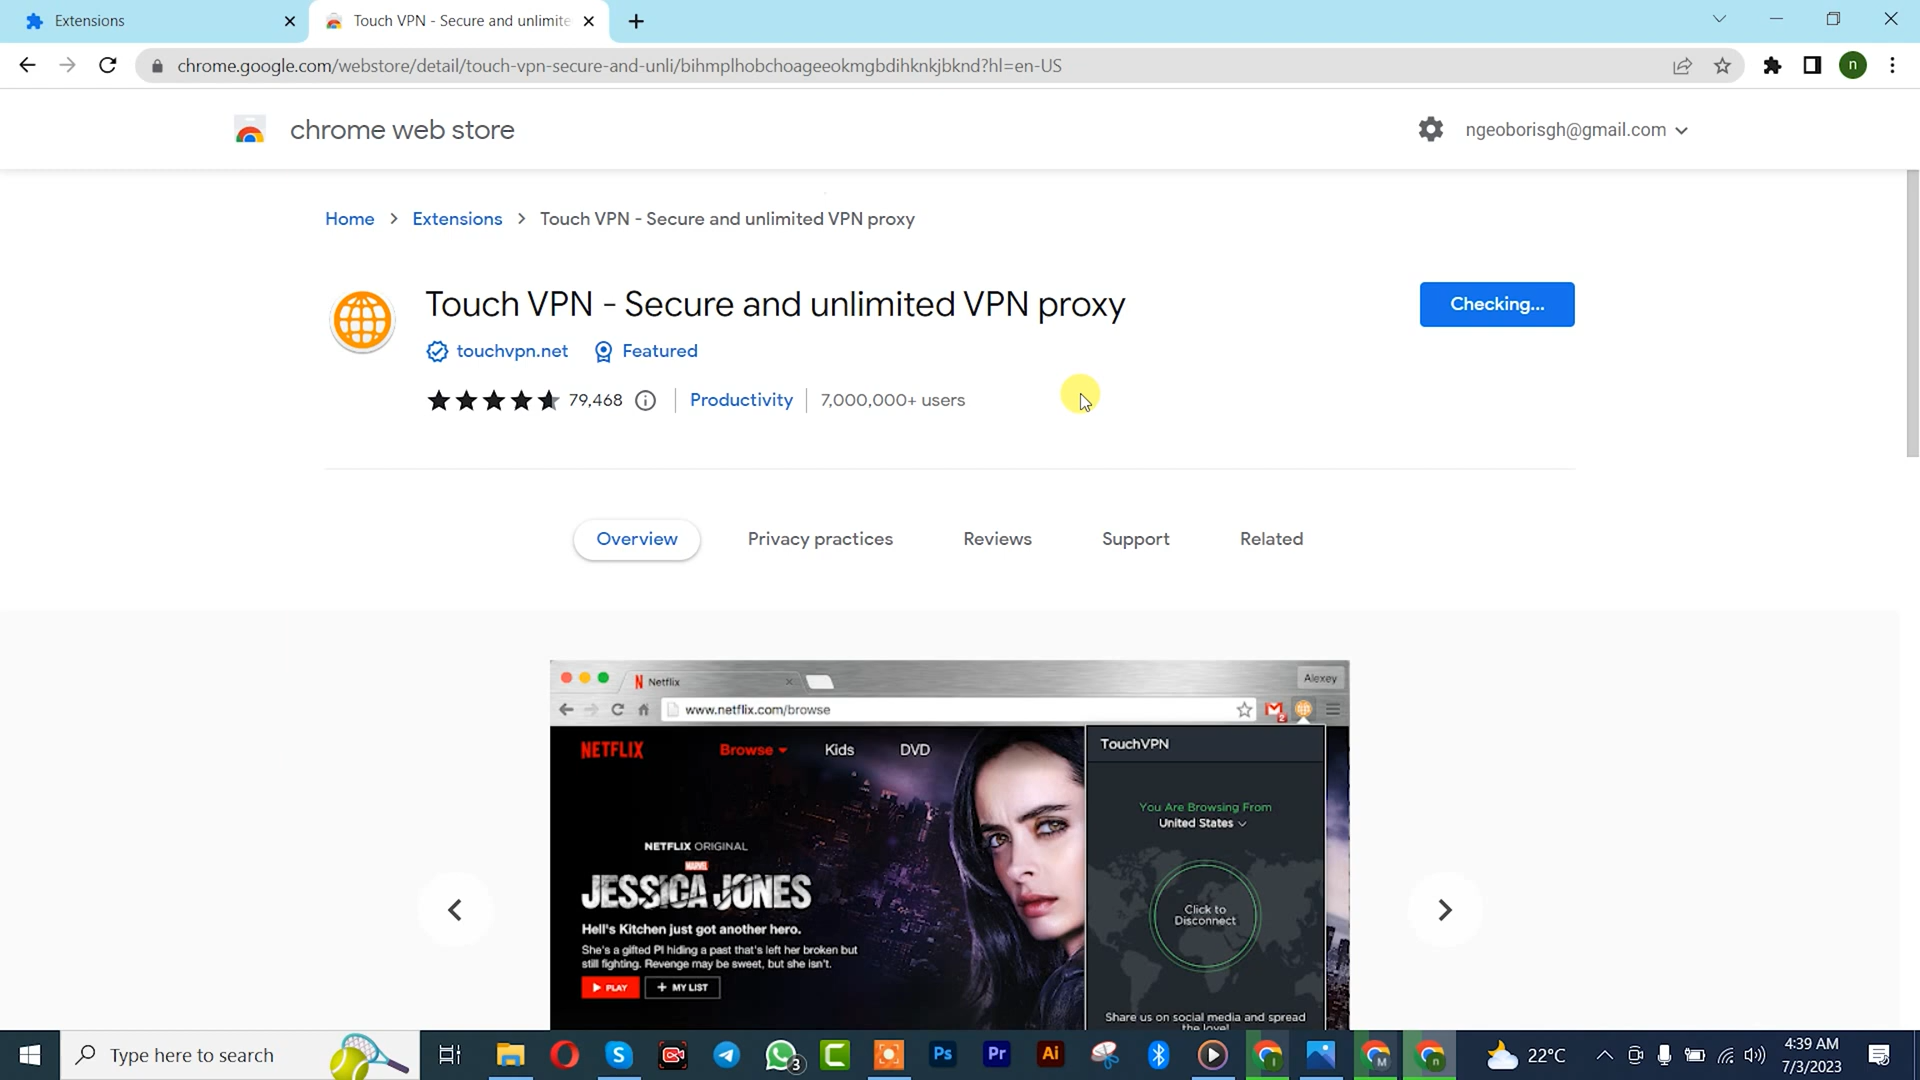 Extensions
Touch VPN - Secure and unlimite
chrome.google.com/webstore/detail/touch-vpn-secure-and-unli/bihmplhobchoageeokmgbdihknkjbknd?hl=en-US
n
chrome web store
ngeoborisgh@gmail.com
Home > Extensions > Touch VPN - Secure and unlimited VPN proxy
Touch VPN - Secure and unlimited VPN proxy
Checking...
touchvpn.net
Featured
79,468
Productivity
7,000,000+ users
Overview
Privacy practices
Reviews
Support
Related
Netflix
Alexey
www.netflix.com/browse
2
NETFLIX
Browse
Kids
DVD
TouchVPN
You Are Browsing From
United States
NETFLIX ORIGINAL
MARVEL
JESSICA JONES
Hell's Kitchen just got another hero.
She's a gifted PI hiding a past that's left her broken but
still fighting. Revenge may be sweet, but she isn't.
PLAY
+ MY LIST
Click to
Disconnect
Share us on social media and spread
the love!
Type here to search
3
Ps
Pr
Ai
I
M
n
22°C
4:39 AM
7/3/2023